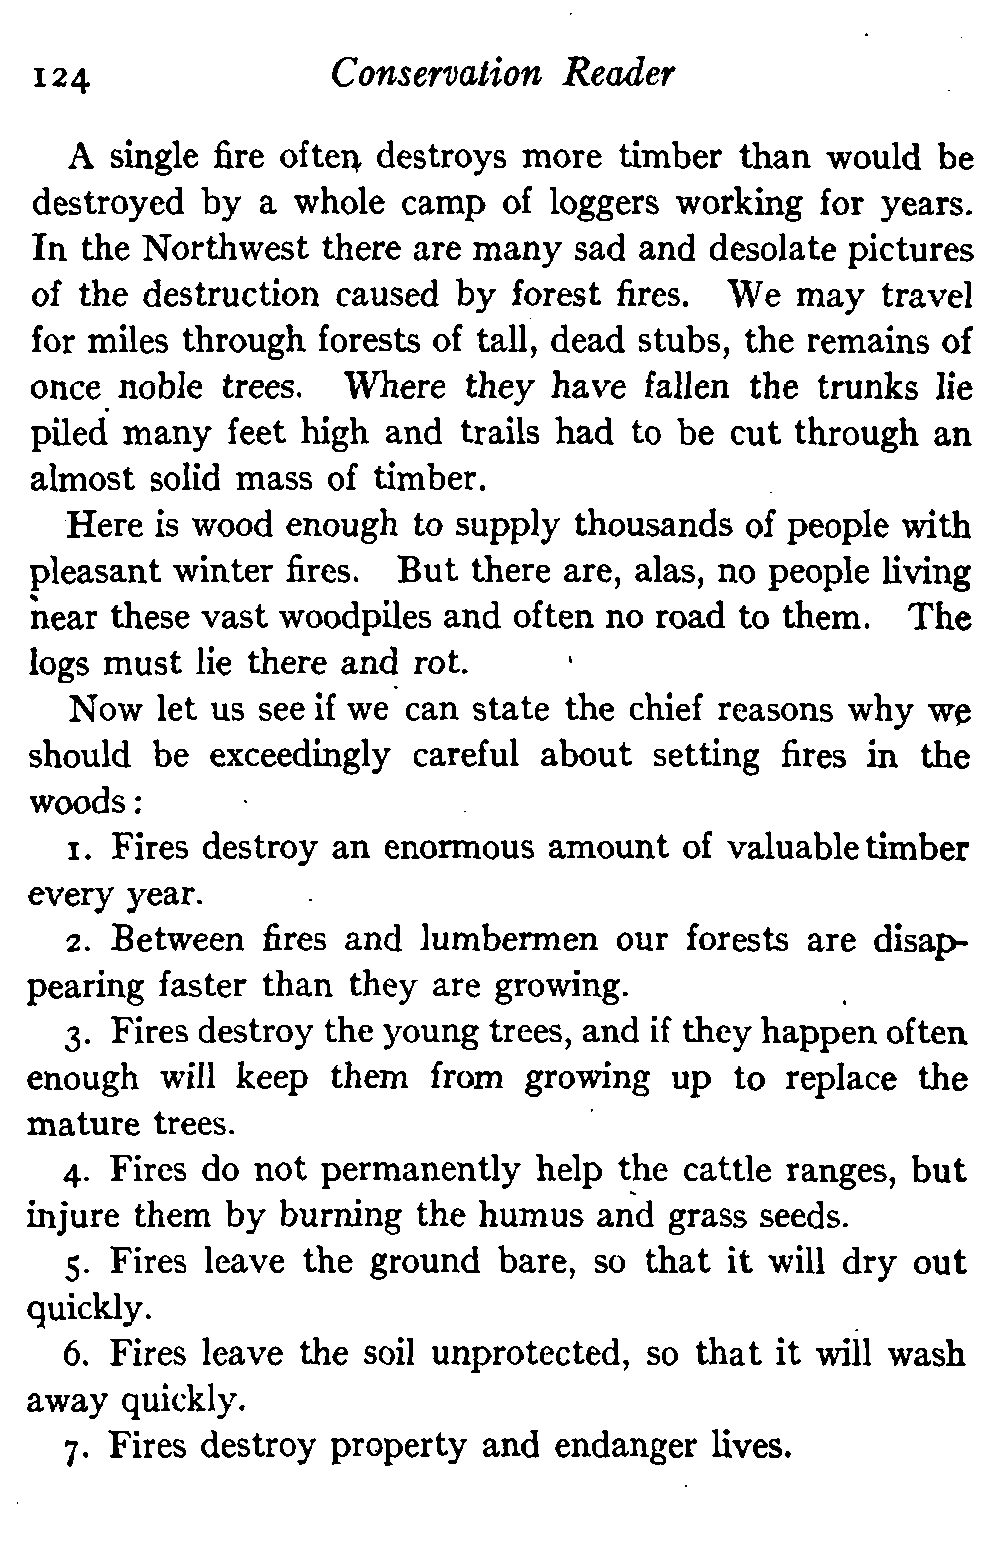 124 Conservation Reader
A single fire often destroys more timber than would be
destroyed by a whole camp of loggers working for years.
In the Northwest there are many sad and desolate pictures
of the destruction caused by forest fires. We may travel
for miles through forests of tall, dead stubs, the remains of
once noble trees. Where they have fallen the trunks lie
piled many feet high and trails had to be cut through an
almost solid mass of timber.
Here is wood enough to supply thousands of people with
pleasant winter fires. But there are, alas, no people living
near these vast woodpiles and often no road to them. The
logs must lie there and rot.
Now let us see if we can state the chief reasons why we
should be exceedingly careful about setting fires in the
woods:
1. Fires destroy an enormous amount of valuable timber
every year.
2. Between fires and lumbermen our forests are disap-
pearing faster than they are growing.
3. Fires destroy the young trees, and if they happen often
enough will keep them from growing up to replace the
mature trees.
4. Fires do not permanently help the cattle ranges, but
injure them by burning the humus and grass seeds.
5. Fires leave the ground bare, so that it will dry out
quickly.
6. Fires leave the soil unprotected, so that it will wash
away quickly.
7. Fires destroy property and endanger lives.